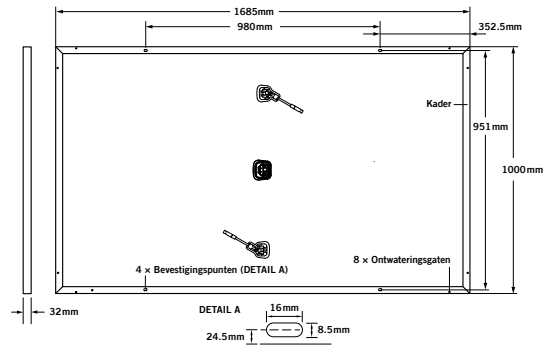 1685mm
980mm
352.5mm
Kader
951mm
1000mm
4 × Bevestigingspunten (DETAIL A)
8 × Ontwateringsgaten
32mm
DETAIL A
16mm
8.5mm
24.5mm